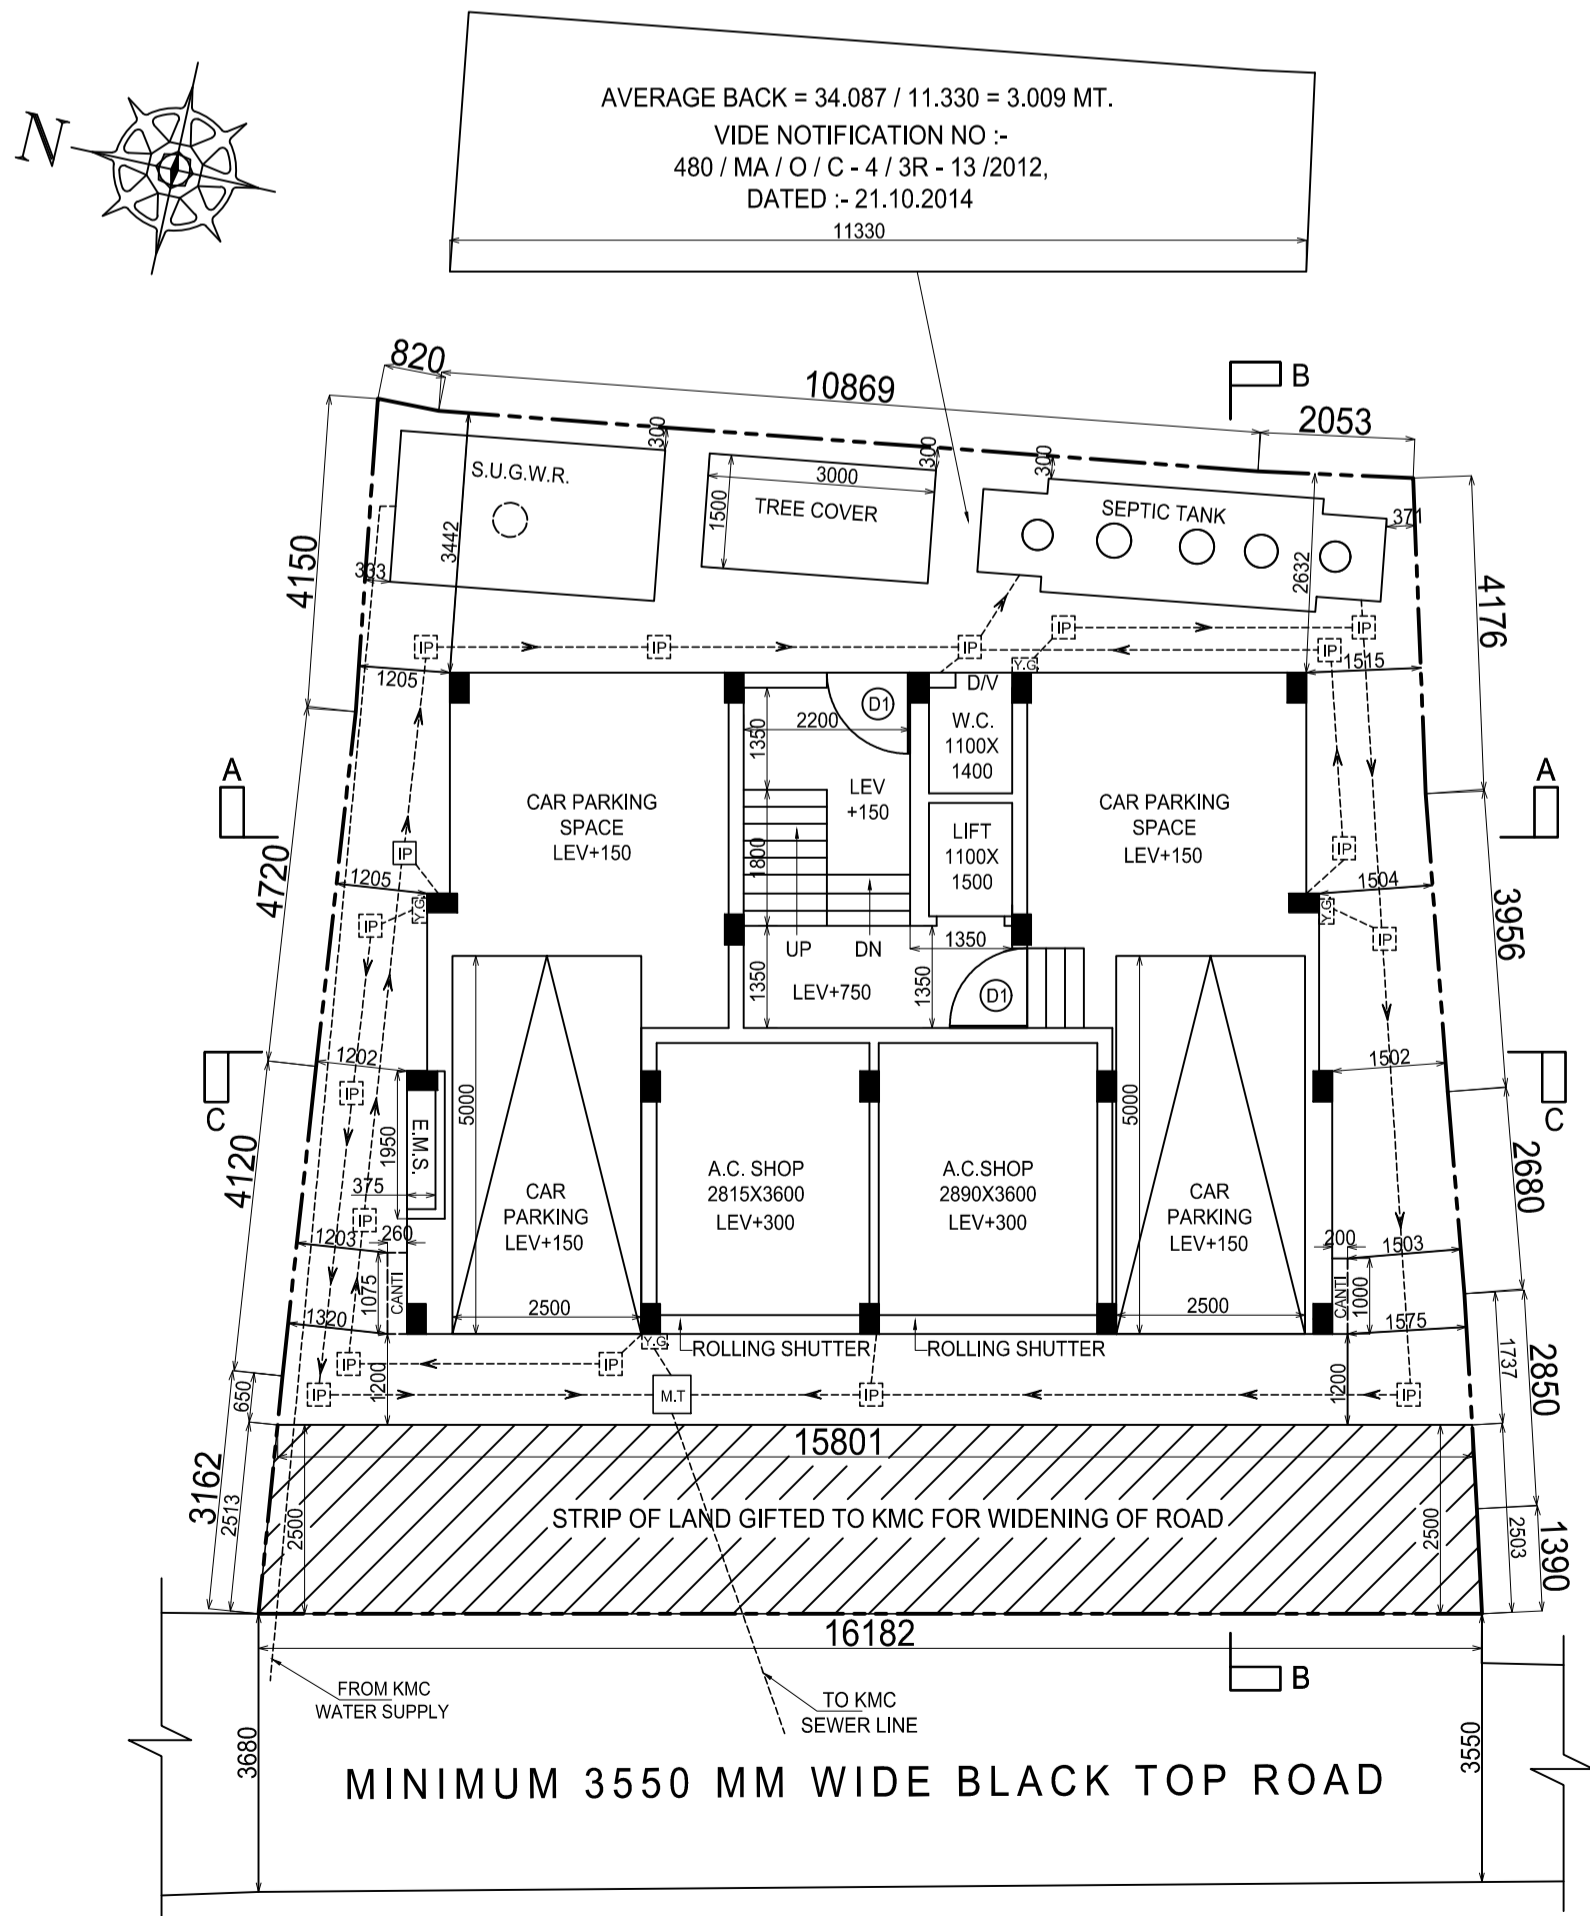 N
AVERAGE BACK = 34.087 / 11.330 = 3.009 MT.
VIDE NOTIFICATION NO :-
480 / MA / O / C - 4 / 3R - 13 /2012,
DATED :- 21.10.2014
11330
820
10869
B
2053
300
300
300
S.U.G.W.R.
3000
1500
TREE COVER
SEPTIC TANK
371
4150
333
3442
2632
4176
IP
IP
IP
IP
IP
IP
Y.G
1205
1515
D/V
D1
2200
1350
W.C.
1100X
1400
A
A
CAR PARKING
SPACE
LEV+150
LEV
+150
CAR PARKING
SPACE
LEV+150
LIFT
1100X
1500
1800
IP
IP
4720
1205
1504
3956
Y.G
Y.G
IP
IP
UP
DN
1350
1350
LEV+750
1350
D1
C
C
1202
1502
IP
4120
1950
E.M.S.
375
5000
5000
2680
A.C. SHOP
2815X3600
LEV+300
A.C.SHOP
2890X3600
LEV+300
CAR
PARKING
LEV+150
CAR
PARKING
LEV+150
IP
260
1203
200
1503
1075
CANTI
CANTI
1000
1320
2500
2500
1575
Y.G
ROLLING SHUTTER
ROLLING SHUTTER
IP
IP
1200
1200
1737
2850
650
IP
M.T
IP
IP
15801
3162
2513
2500
STRIP OF LAND GIFTED TO KMC FOR WIDENING OF ROAD
2500
2503
1390
16182
B
FROM KMC
WATER SUPPLY
TO KMC
SEWER LINE
3680
3550
MINIMUM 3550 MM WIDE BLACK TOP ROAD